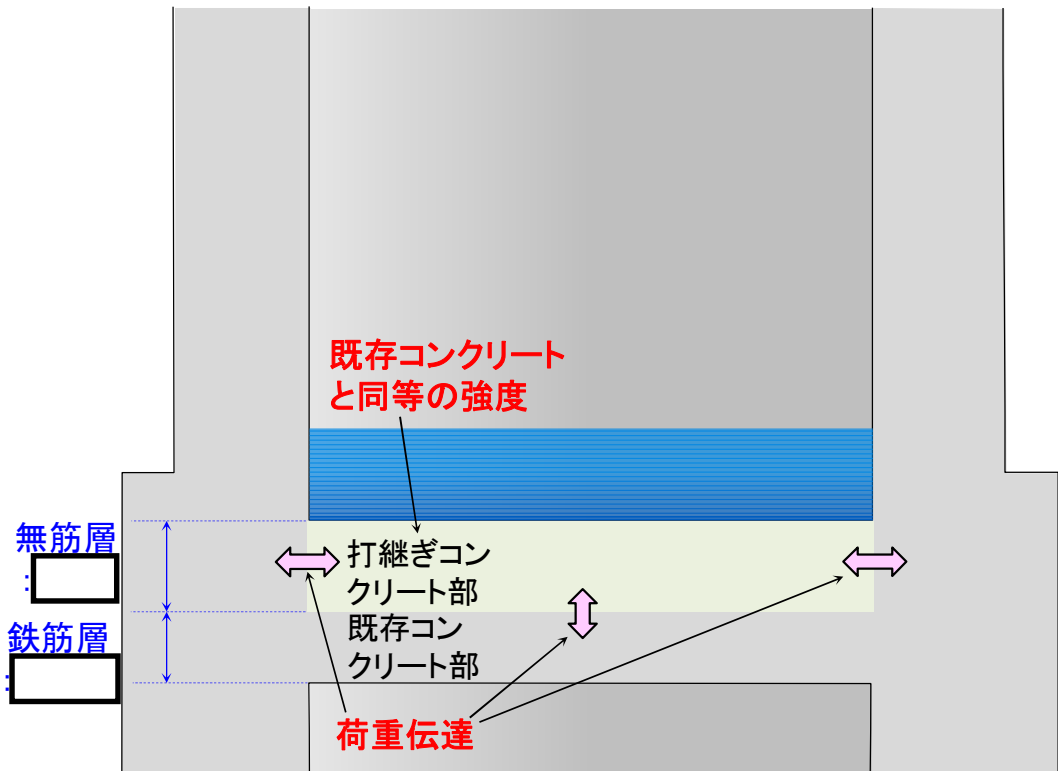 既存コンクリート
と同等の強度
無筋層
:
打継ぎコン
クリート部
鉄筋層
:
既存コン
クリート部
荷重伝達